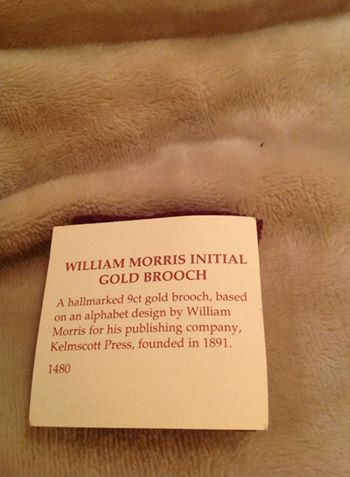 WILLIAM MORRIS INITIAL
GOLD BROOCH
A hallmarked 9ct gold brooch, based
on an alphabet design by William
Morris for his publishing company,
Kelmscott Press, founded in 1891.
1480